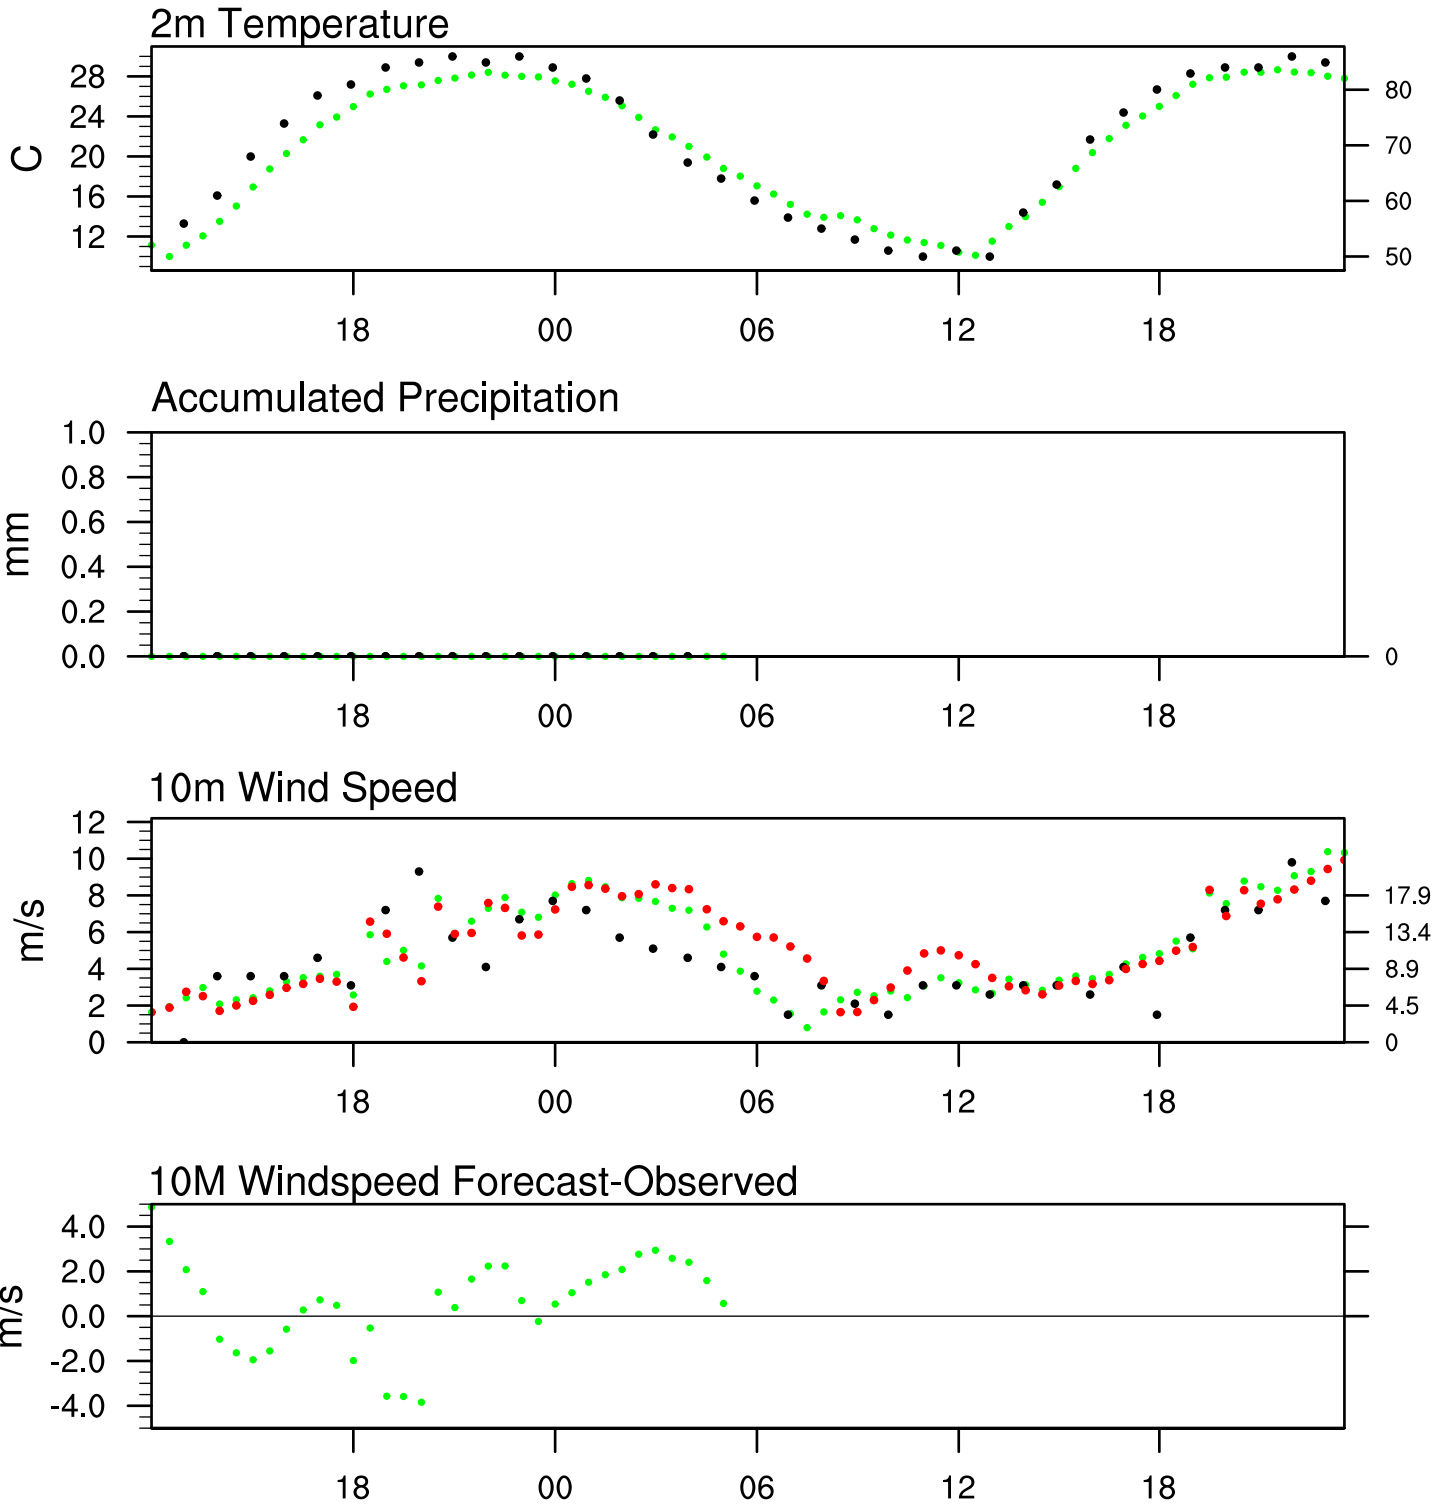 2m Temperature
C
28
24
20
16
12
80
70
60
50
18 00 06 12 18
Accumulated Precipitation
mm
1.0
0.8
0.6
0.4
0.2
0.0
0
18 00 06 12 18
10m Wind Speed
m/s
12
10
8
6
4
2
0
17.9
13.4
8.9
4.5
0
18 00 06 12 18
10M Windspeed Forecast-Observed
m/s
4.0
2.0
0.0
-2.0
-4.0
18 00 06 12 18